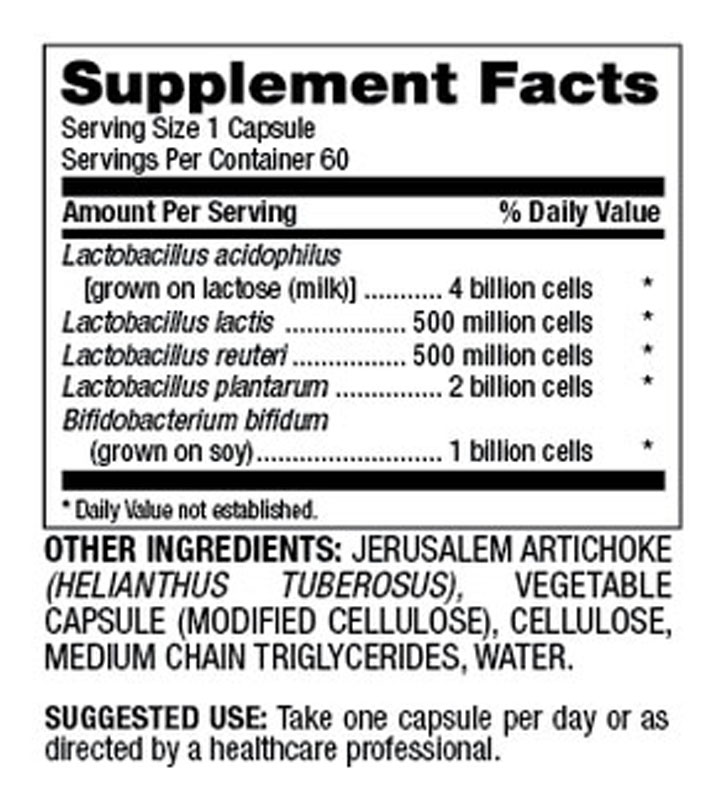 Supplement Facts
Serving Size 1 Capsule
Servings Per Container 60
Amount Per Serving % Daily Value
Lactobacillus acidophilus
[grown on lactose (milk)] ........... 4 billion cells *
Lactobacillus lactis ................. 500 million cells *
Lactobacillus reuteri ................ 500 million cells *
Lactobacillus plantarum ............... 2 billion cells *
Bifidobacterium bifidum
(grown on soy).......................... 1 billion cells *
* Daily Value not established.
OTHER INGREDIENTS: JERUSALEM ARTICHOKE
(HELIANTHUS TUBEROSUS), VEGETABLE
CAPSULE (MODIFIED CELLULOSE), CELLULOSE,
MEDIUM CHAIN TRIGLYCERIDES, WATER.
SUGGESTED USE: Take one capsule per day or as
directed by a healthcare professional.